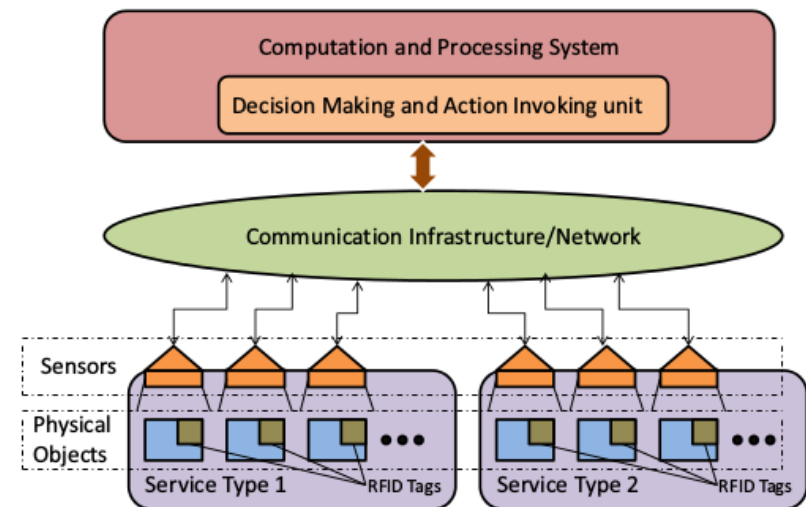 Computation and Processing System
Decision Making and Action Invoking unit
Communication Infrastructure/Network
Sensors
Physical
Objects
Service Type 1
RFID Tags
Service Type 2
RFID Tags